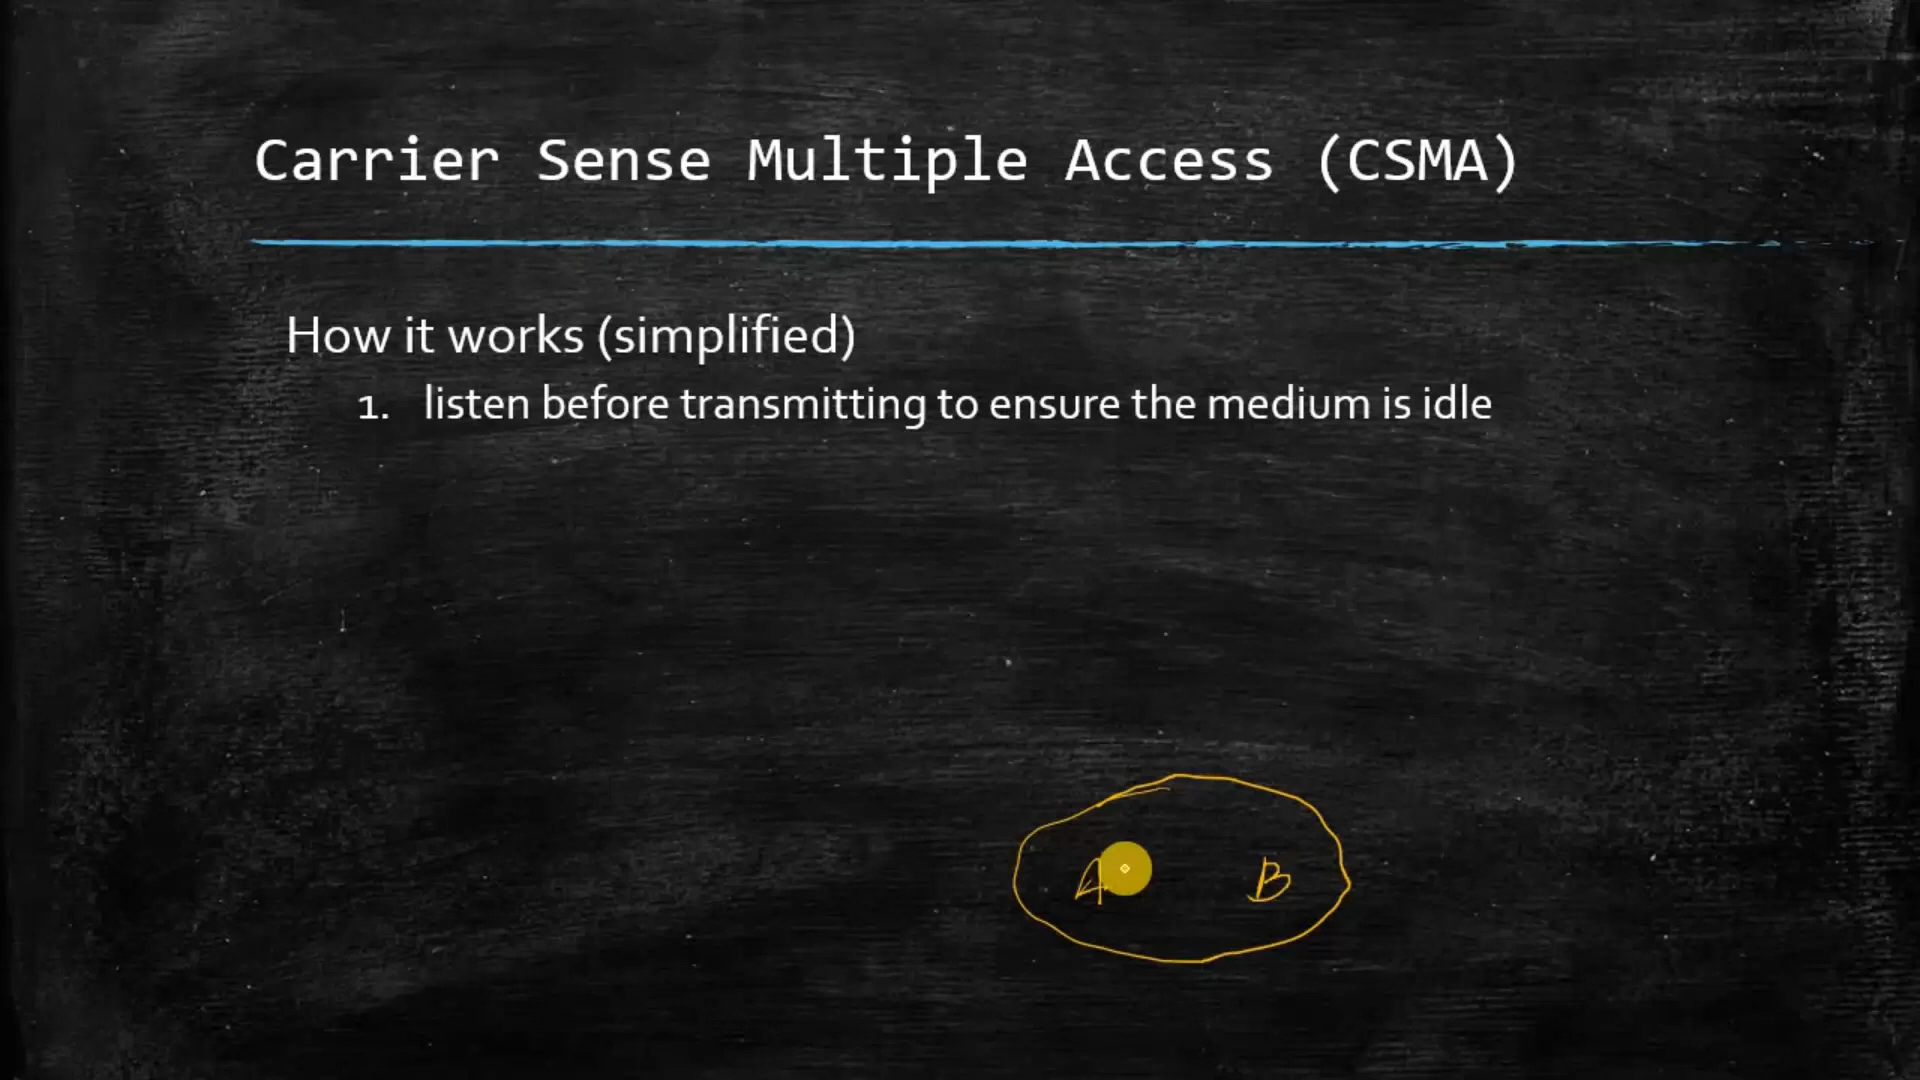 Carrier Sense Multiple Access (CSMA)
How it works (simplified)
1. listen before transmitting to ensure the medium is idle
A B